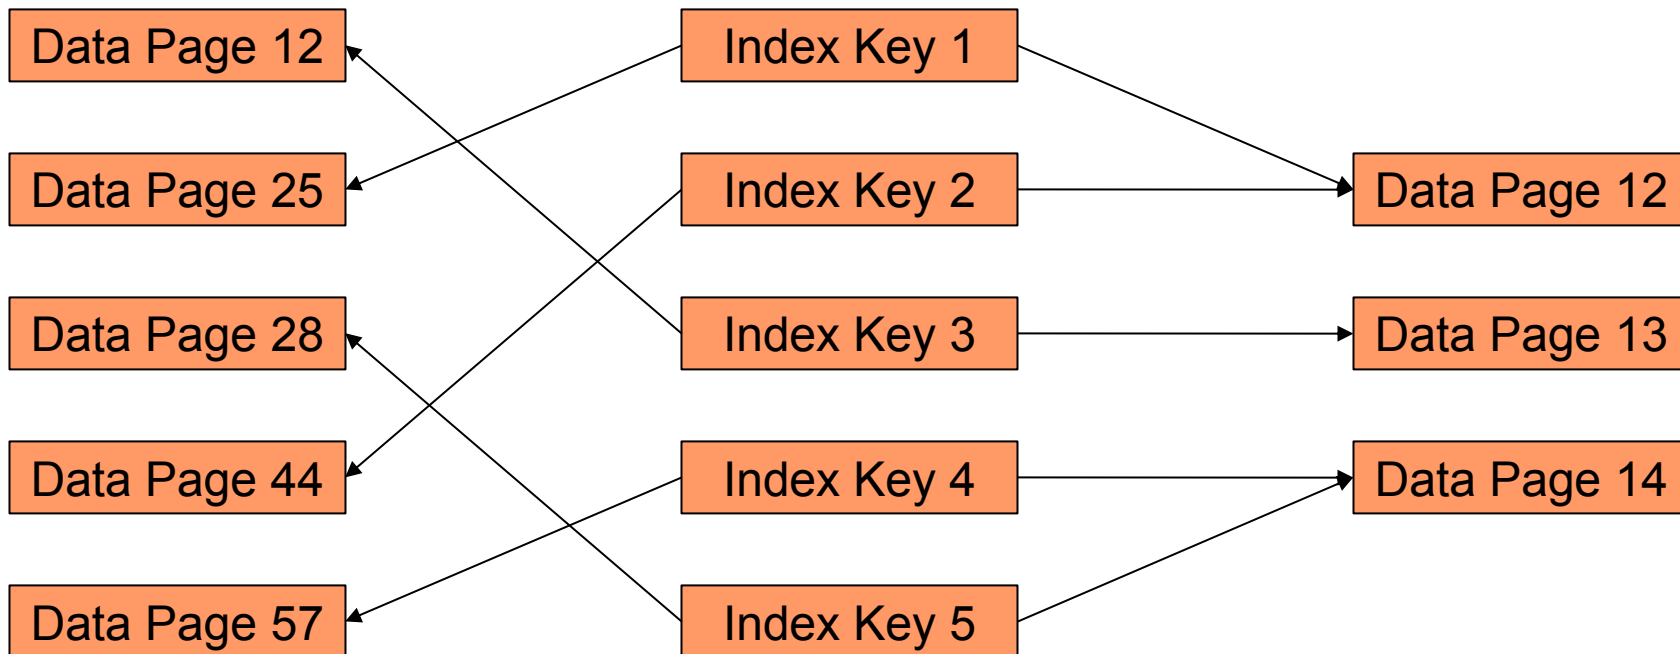 Data Page 12
Index Key 1
Data Page 25
Index Key 2
Data Page 12
Data Page 28
Index Key 3
Data Page 13
Data Page 44
Index Key 4
Data Page 14
Data Page 57
Index Key 5